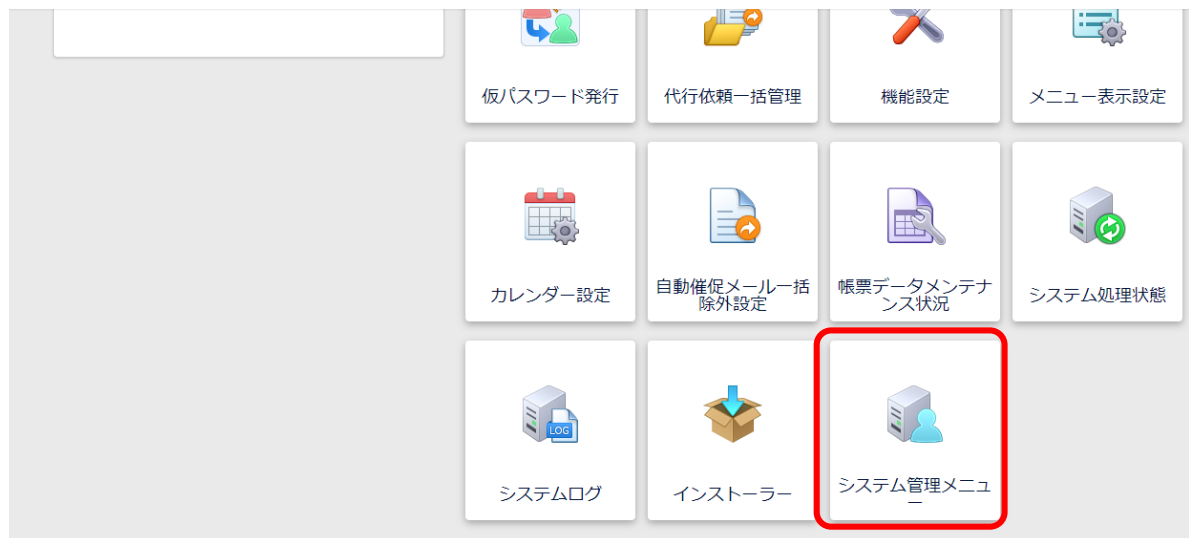 仮パスワード発行
代行依頼一括管理
機能設定
メニュー表示設定
カレンダー設定
自動催促メール一括
除外設定
帳票データメンテナ
ンス状況
システム処理状態
LOG
システムログ
インストーラー
システム管理メニュ
ー